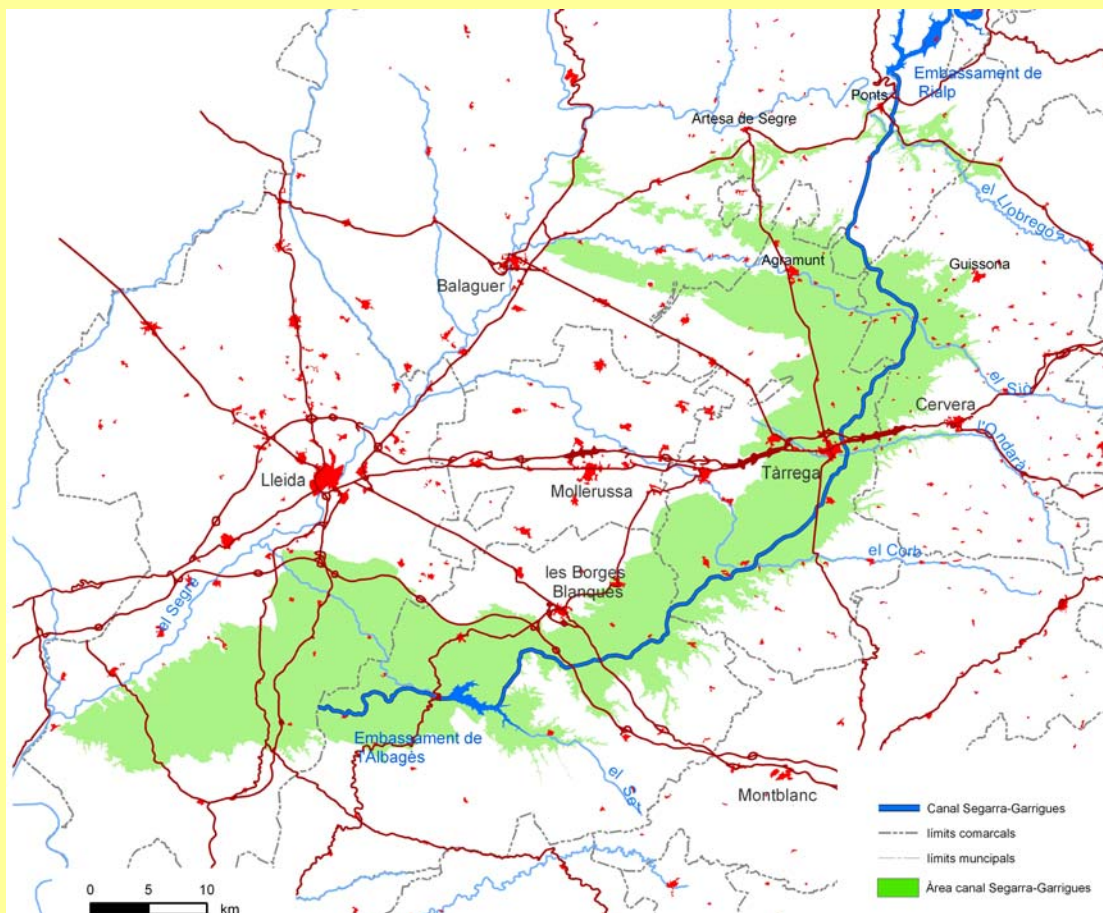 Embassament de
Rialp
Ponts
Artesa de Segre
el Llobregó
Agramunt
Guissona
Balaguer
el Sió
Cervera
l'Ondara
Lleida
Tàrrega
Mollerussa
el Corb
les Borges
Blanques
el Segre
Embassament de
l'Albagès
el Set
Montblanc
Canal Segarra-Garrigues
límits comarcals
límits muncipals
Àrea canal Segarra-Garrigues
0 5 10
km